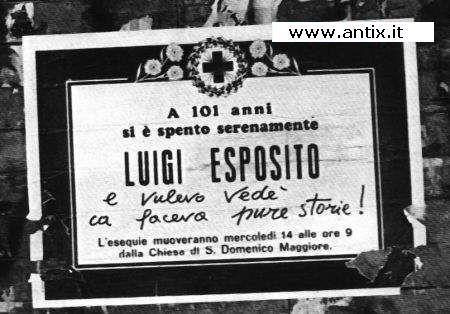 www.antix.it
A 101 anni
si è spento serenamente
LUIGI ESPOSITO
e vulevo vedè
ca faceva pure storie!
L'esequie muoveranno mercoledì 14 alle ore 9
dalla Chiesa di S. Domenico Maggiore.